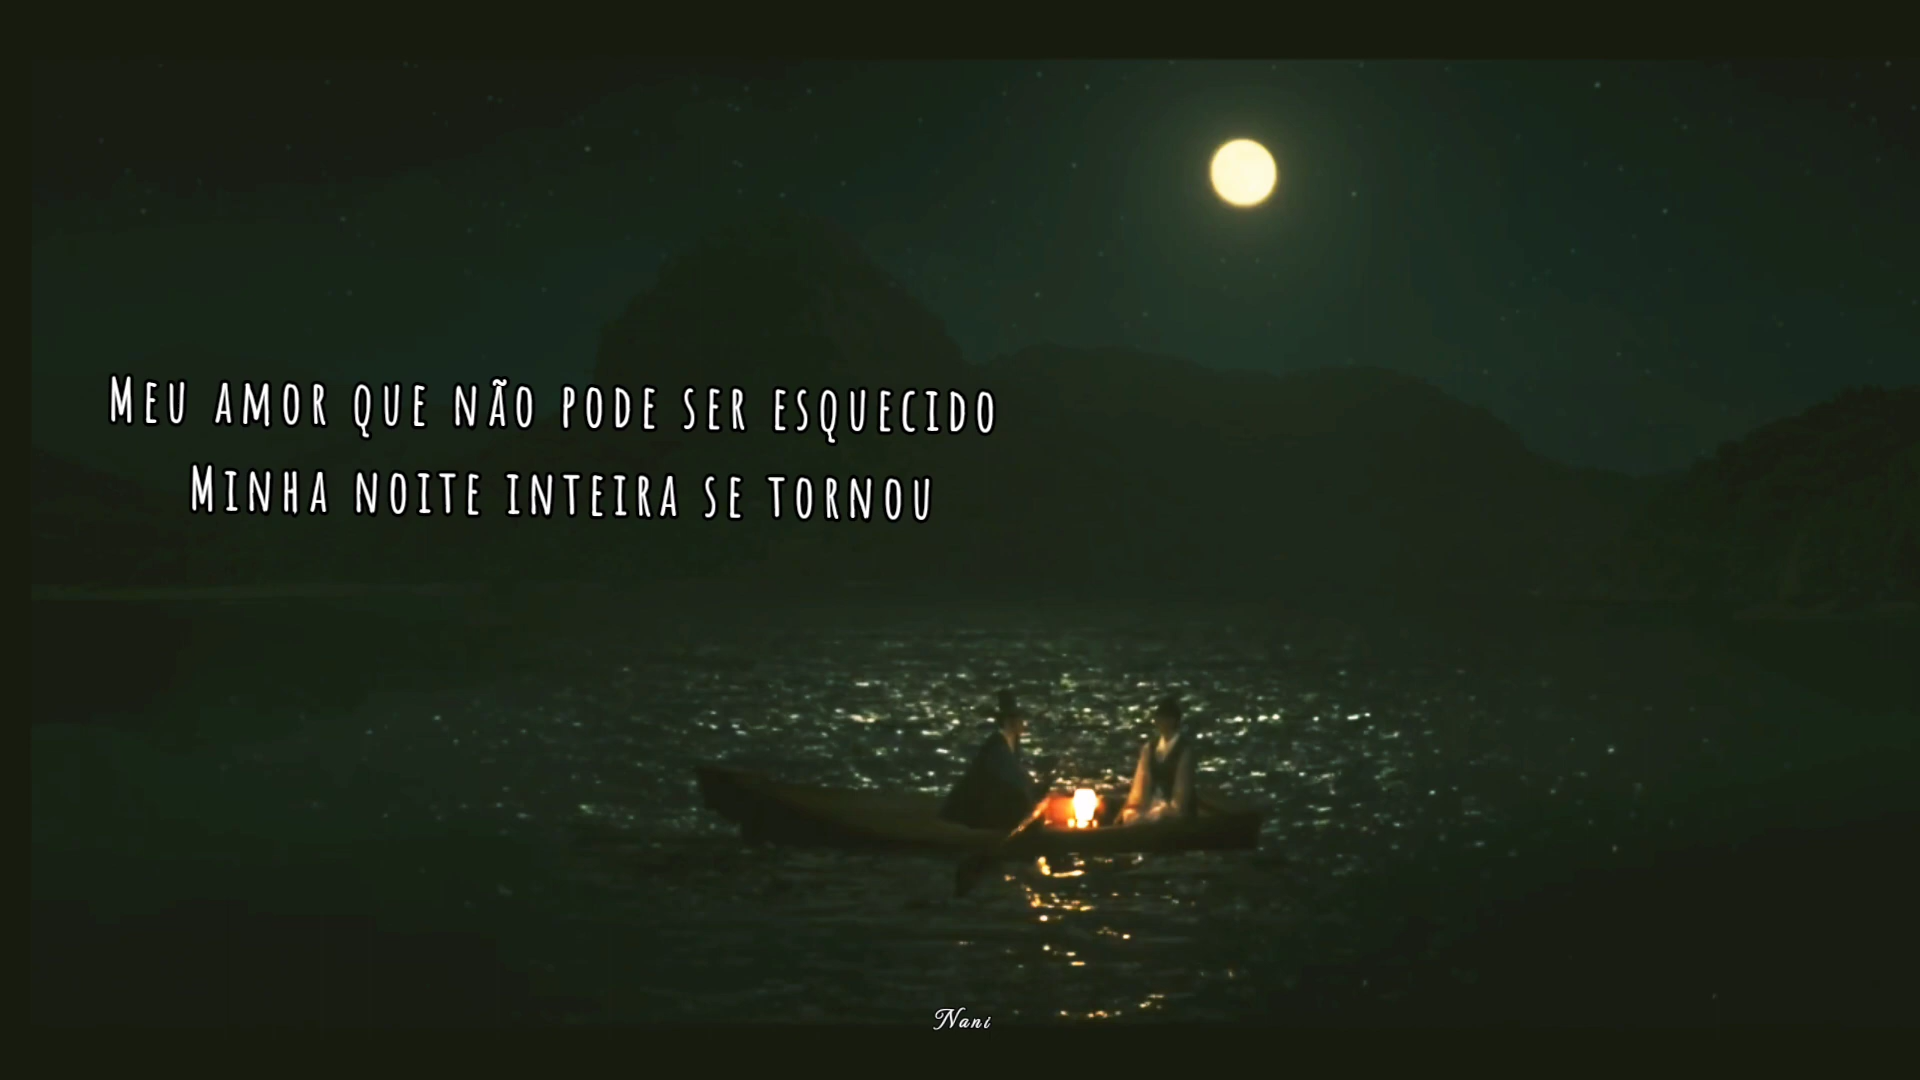 Meu amor que não pode ser esquecido
Minha noite inteira se tornou
Nani